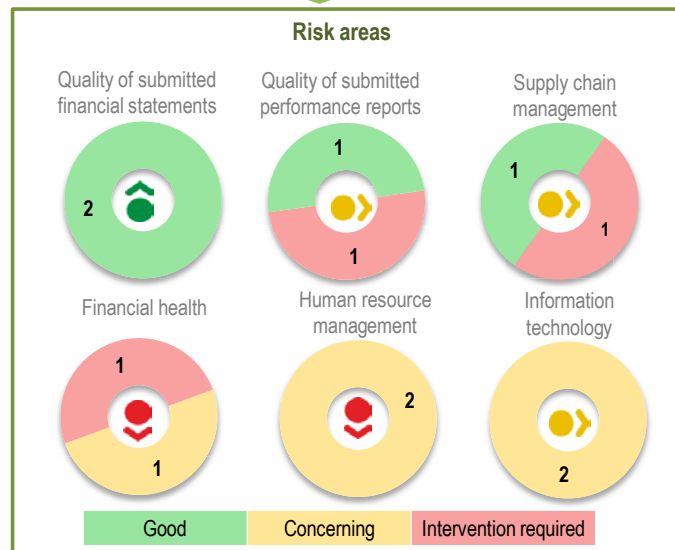 Risk areas
Quality of submitted
financial statements
2
Quality of submitted
performance reports
1
1
Supply chain
management
1
1
Financial health
1
1
Human resource
management
2
Information
technology
2
Good
Concerning
Intervention required